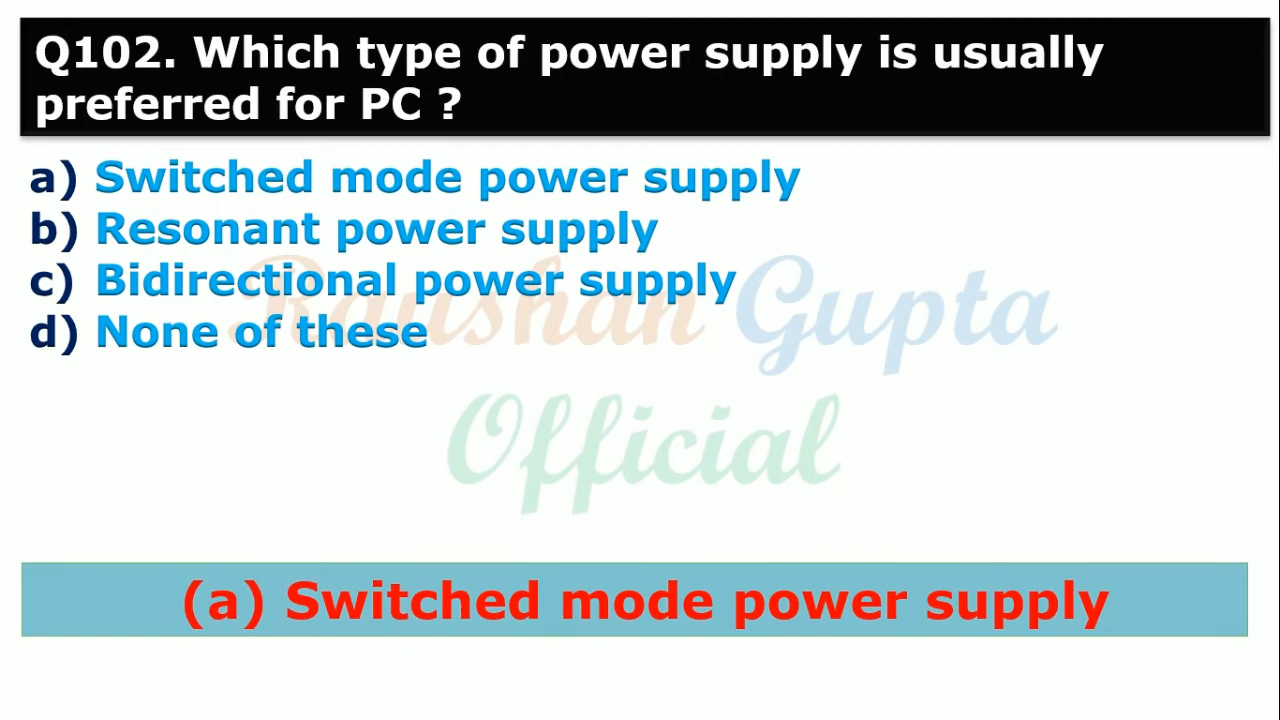 Q102. Which type of power supply is usually
preferred for PC ?
a) Switched mode power supply
b) Resonant power supply
c) Bidirectional power supply
d) None of these
Raushan Gupta
Official
(a) Switched mode power supply